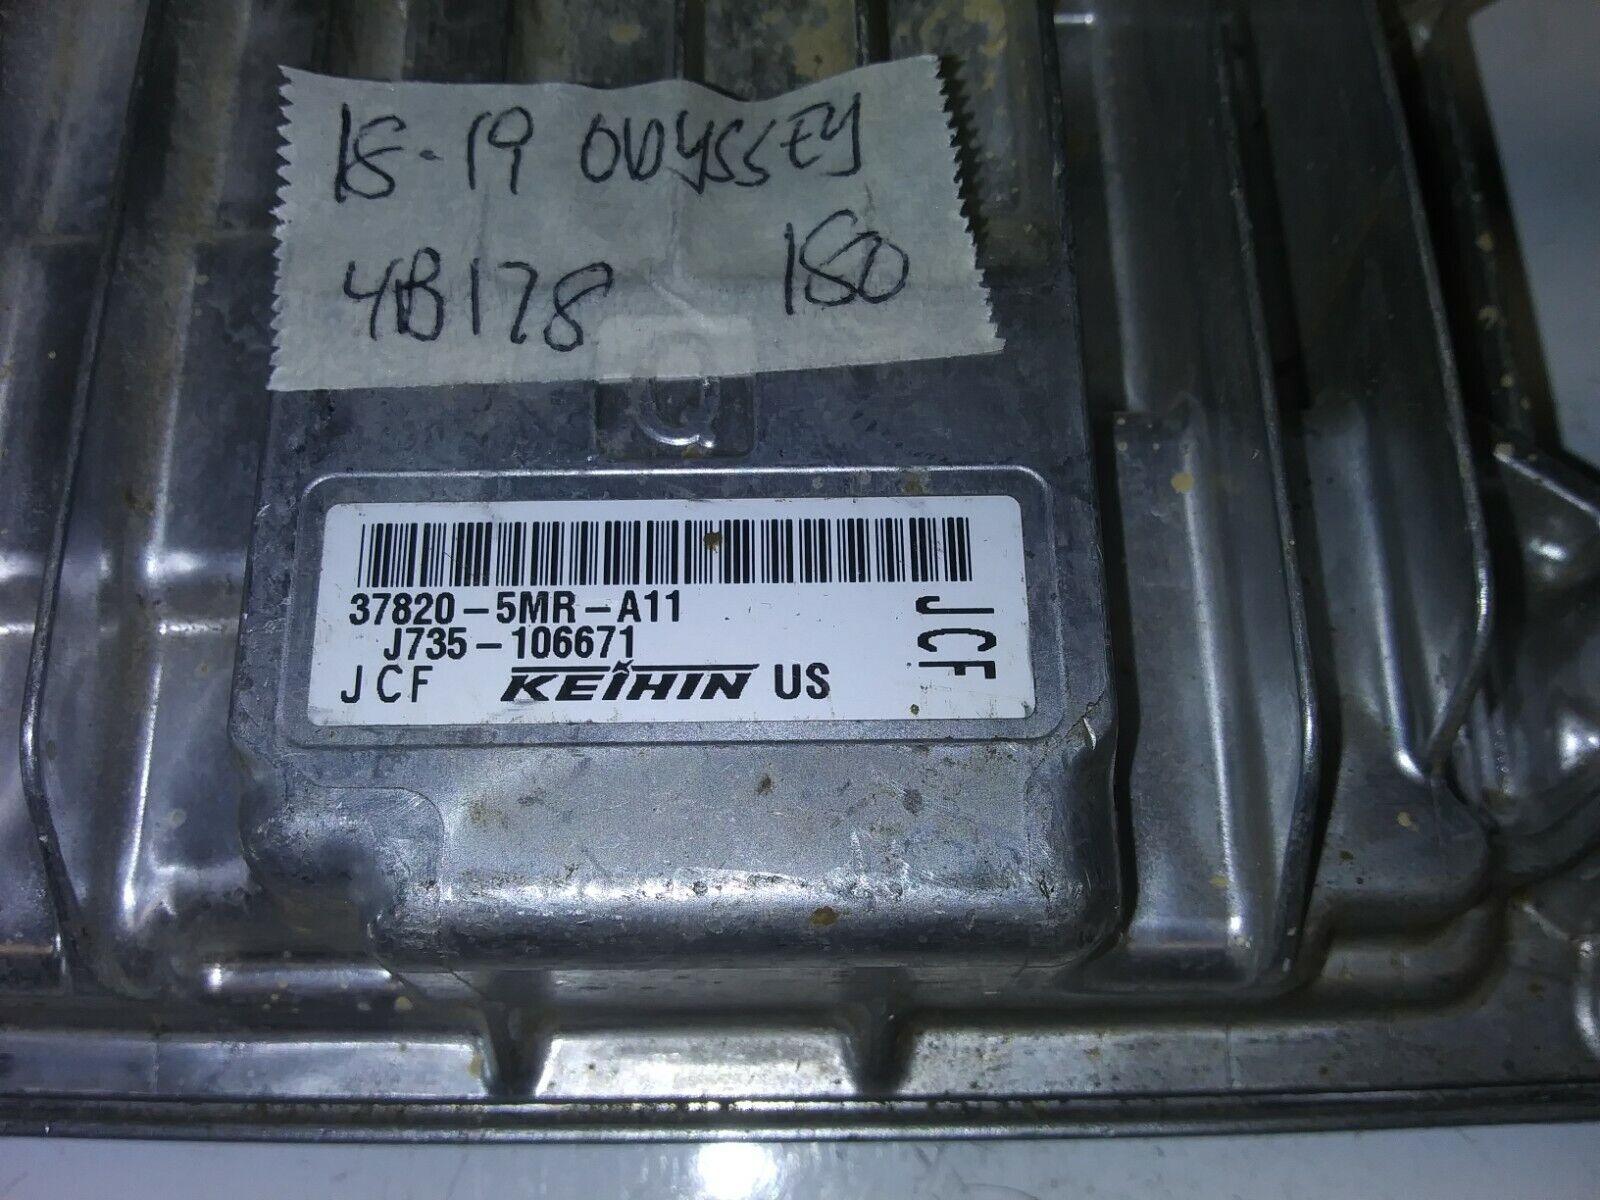 18-19 ODYSSEY
4B178 180
Q
37820-5MR-A11
J735-106671
JCF KEIHIN US
JCF